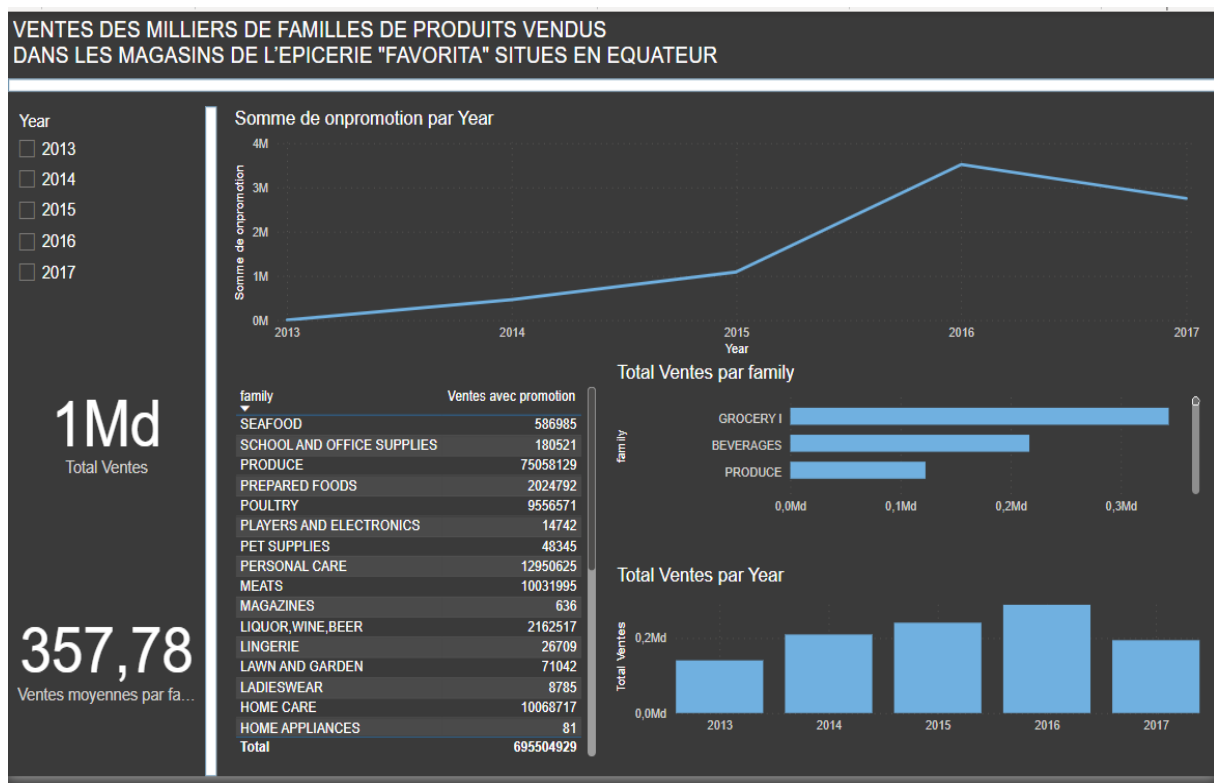 VENTES DES MILLIERS DE FAMILLES DE PRODUITS VENDUS
DANS LES MAGASINS DE L'EPICERIE "FAVORITA" SITUES EN EQUATEUR
Year
2013
2014
2015
2016
2017
1Md
Total Ventes
357,78
Ventes moyennes par fa...
Somme de onpromotion par Year
Somme de onpromotion
4M
3M
2M
1M
0M
2013 2014 2015 2016 2017
Year
family Ventes avec promotion
SEAFOOD 586985
SCHOOL AND OFFICE SUPPLIES 180521
PRODUCE 75058129
PREPARED FOODS 2024792
POULTRY 9556571
PLAYERS AND ELECTRONICS 14742
PET SUPPLIES 48345
PERSONAL CARE 12950625
MEATS 10031995
MAGAZINES 636
LIQUOR,WINE,BEER 2162517
LINGERIE 26709
LAWN AND GARDEN 71042
LADIESWEAR 8785
HOME CARE 10068717
HOME APPLIANCES 81
Total 695504929
Total Ventes par family
family
GROCERY I
BEVERAGES
PRODUCE
0,0Md 0,1Md 0,2Md 0,3Md
Total Ventes par Year
Total Ventes
0,2Md
0,0Md
2013 2014 2015 2016 2017